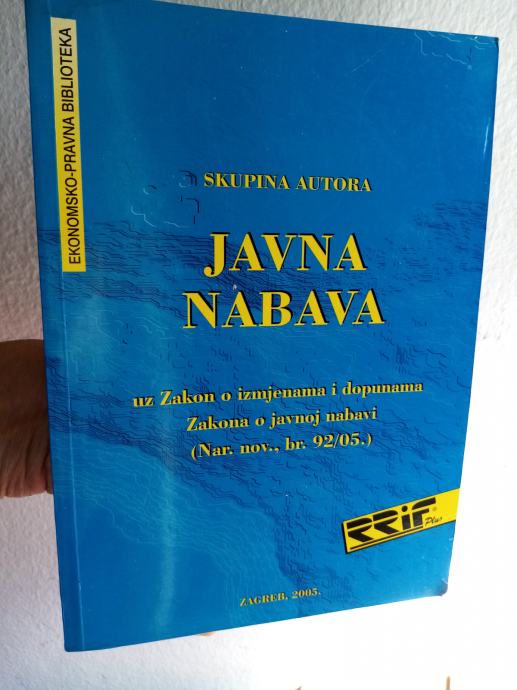 EKONOMSKO-PRAVNA BIBLIOTEKA
SKUPINA AUTORA
JAVNA
NABAVA
uz Zakon o izmjenama i dopunama
Zakona o javnoj nabavi
(Nar. nov., br. 92/05.)
RRiF®
Plus
ZAGREB, 2005.